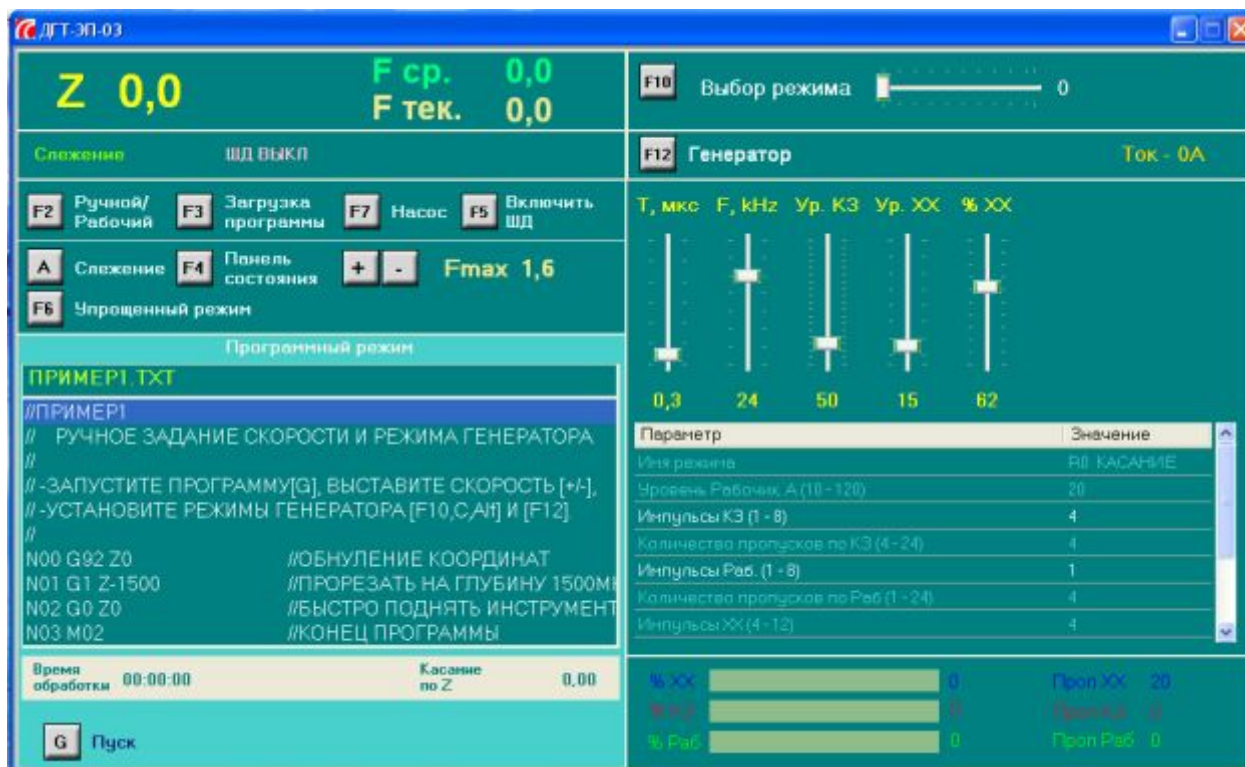 ДГТ-ЭП-03
Z 0,0
F ср. 0,0
F тек. 0,0
Слежение ШД ВЫКЛ
F2 Ручной/ Рабочий F3 Загрузка программы F7 Насос F5 Включить ШД
A Слежение F4 Панель состояния + - Fmax 1,6
F6 Упрощенный режим
Программный режим
ПРИМЕР1.TXT
//ПРИМЕР1
// РУЧНОЕ ЗАДАНИЕ СКОРОСТИ И РЕЖИМА ГЕНЕРАТОРА
//
// -ЗАПУСТИТЕ ПРОГРАММУ[G], ВЫСТАВИТЕ СКОРОСТЬ [+/-],
// -УСТАНОВИТЕ РЕЖИМЫ ГЕНЕРАТОРА [F10,C,Alt] И [F12]
//
N00 G92 Z0 //ОБНУЛЕНИЕ КООРДИНАТ
N01 G1 Z-1500 //ПРОРЕЗАТЬ НА ГЛУБИНУ 1500М
N02 G0 Z0 //БЫСТРО ПОДНЯТЬ ИНСТРУМЕНТ
N03 M02 //КОНЕЦ ПРОГРАММЫ
Время обработки 00:00:00 Касание по Z 0,00
G Пуск
F10 Выбор режима 0
F12 Генератор Ток - 0А
Т, мкс F, kHz Ур. КЗ Ур. ХХ % ХХ
0,3 24 50 15 62
Параметр Значение
Имя режима R0 КАСАНИЕ
Уровень Рабочих, А (10 - 120) 20
Импульсы КЗ (1 - 8) 4
Количество пропусков по КЗ (4 - 24) 4
Импульсы Раб. (1 - 8) 1
Количество пропусков по Раб (1 - 24) 4
Импульсы ХХ (4 - 12) 4
% ХХ 0 Проп ХХ 20
% КЗ 0 Проп КЗ 0
% Раб 0 Проп Раб 0